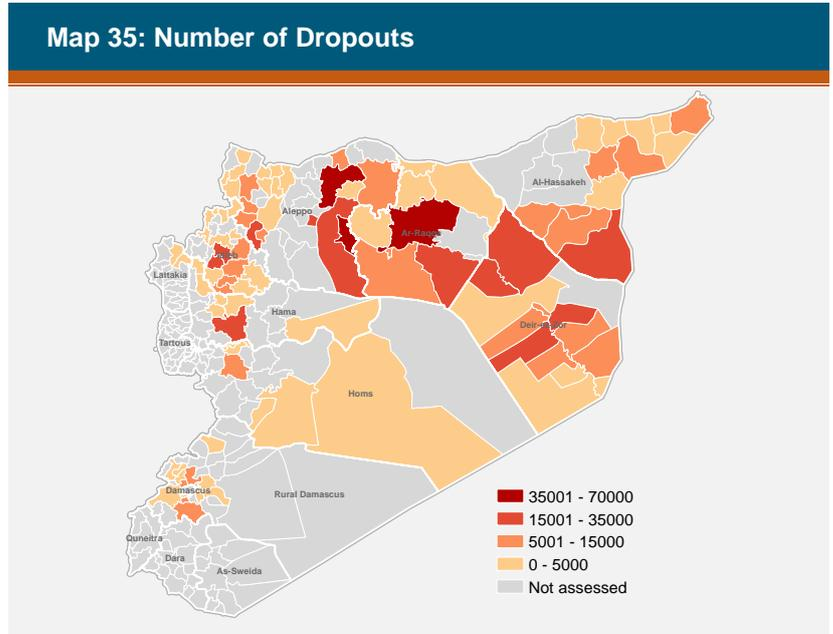 Map 35: Number of Dropouts
Al-Hassakeh
Aleppo
Ar-Raqqa
Lattakia
Hama
Deir-ez-Zor
Tartous
Homs
Damascus
Rural Damascus
Quneitra
Dara
As-Sweida
35001 - 70000
15001 - 35000
5001 - 15000
0 - 5000
Not assessed